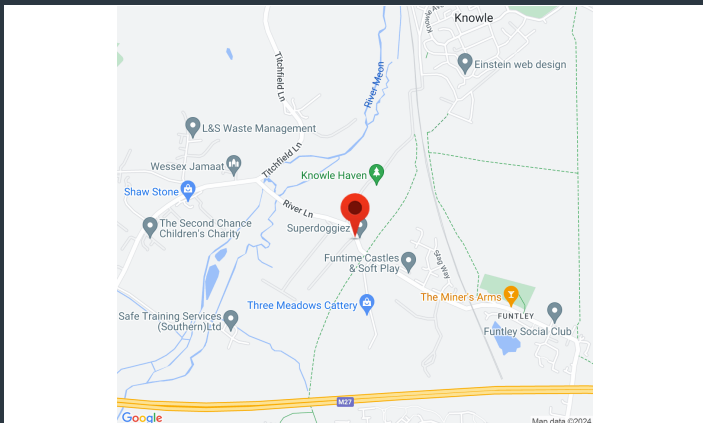 Knowle Av
Knowle
Einstein web design
Titchfield Ln
River Meon
L&S Waste Management
Titchfield Ln
Wessex Jamaat
Knowle Haven
Shaw Stone
River Ln
The Second Chance
Children's Charity
Superdoggiez
Funtime Castles
& Soft Play
Stag Way
The Miner's Arms
Three Meadows Cattery
FUNTLEY
Safe Training Services
(Southern)Ltd
Funtley Social Club
M27
Google
Map data ©2024